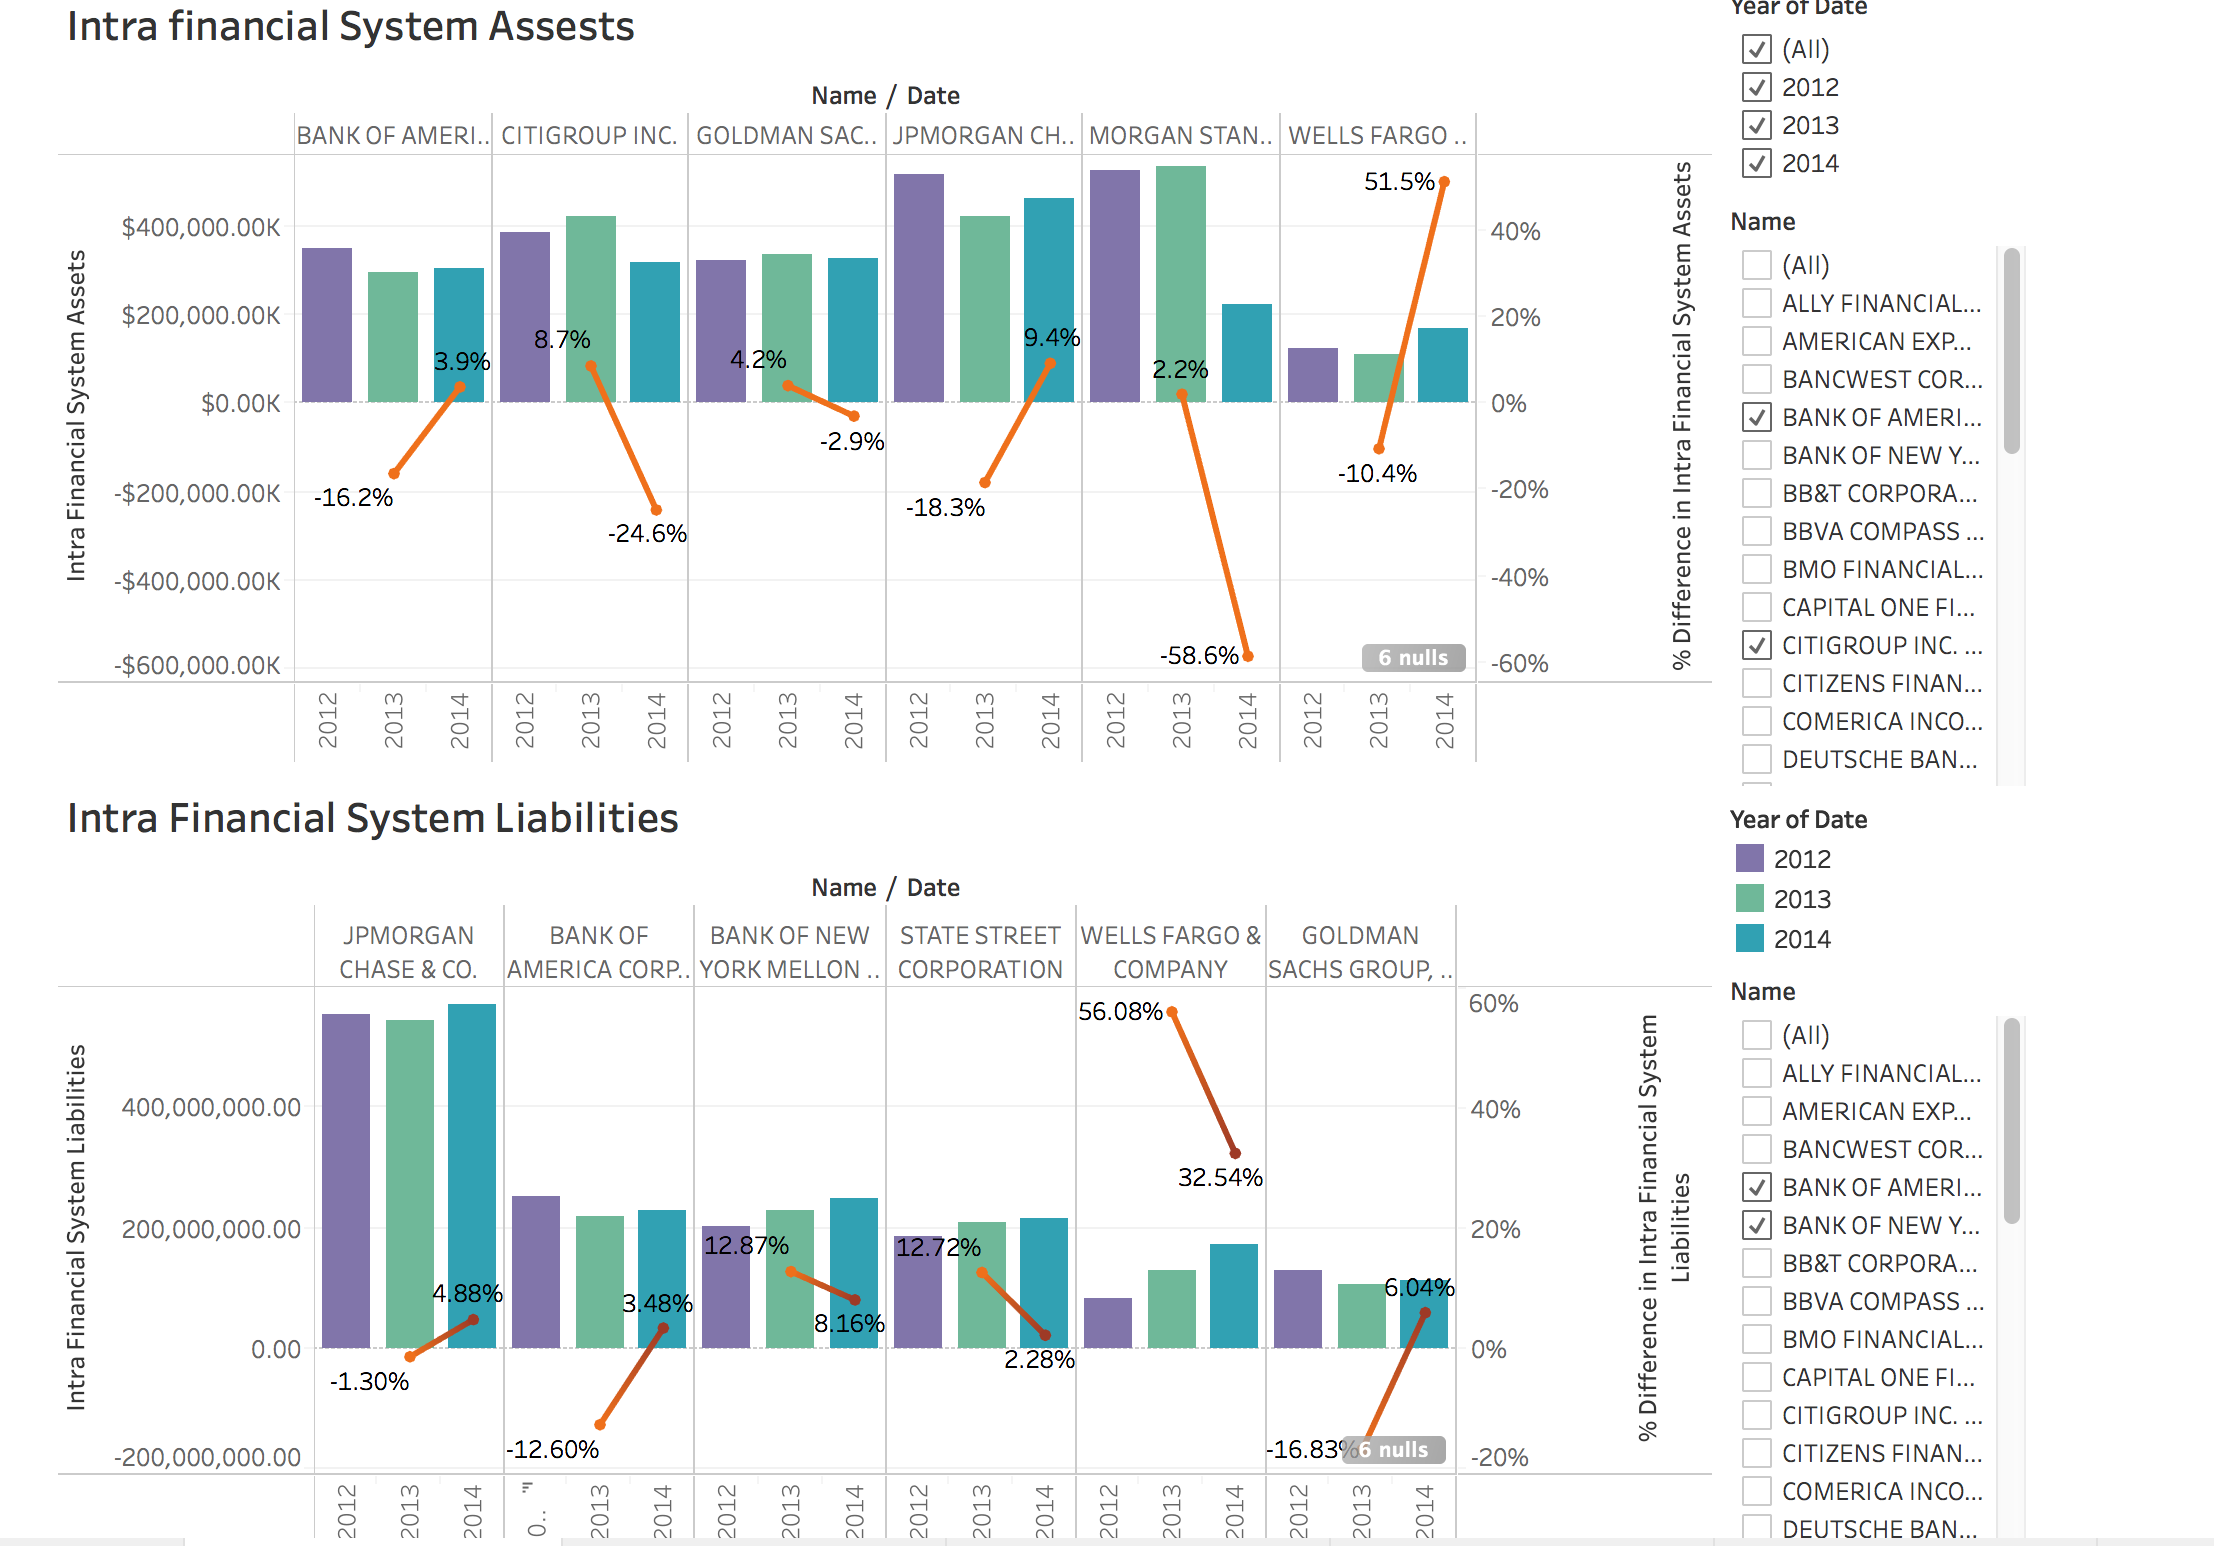 Intra financial System Assests
Name / Date
BANK OF AMERI.. CITIGROUP INC. GOLDMAN SAC.. JPMORGAN CH.. MORGAN STAN.. WELLS FARGO ..
Intra Financial System Assets
$400,000.00K
$200,000.00K
$0.00K
-$200,000.00K
-$400,000.00K
-$600,000.00K
-16.2%
3.9%
8.7%
-24.6%
4.2%
-2.9%
-18.3%
9.4%
2.2%
-58.6%
-10.4%
51.5%
6 nulls
40%
20%
0%
-20%
-40%
-60%
% Difference in Intra Financial System Assets
2012 2013 2014 2012 2013 2014 2012 2013 2014 2012 2013 2014 2012 2013 2014 2012 2013 2014
Year of Date
(All)
2012
2013
2014
Name
(All)
ALLY FINANCIAL...
AMERICAN EXP...
BANCWEST COR...
BANK OF AMERI...
BANK OF NEW Y...
BB&T CORPORA...
BBVA COMPASS ...
BMO FINANCIAL...
CAPITAL ONE FI...
CITIGROUP INC. ...
CITIZENS FINAN...
COMERICA INCO...
DEUTSCHE BAN...
Intra Financial System Liabilities
Name / Date
JPMORGAN CHASE & CO.
BANK OF AMERICA CORP..
BANK OF NEW YORK MELLON ..
STATE STREET CORPORATION
WELLS FARGO & COMPANY
GOLDMAN SACHS GROUP, ..
Intra Financial System Liabilities
400,000,000.00
200,000,000.00
0.00
-200,000,000.00
-1.30%
4.88%
-12.60%
3.48%
12.87%
8.16%
12.72%
2.28%
56.08%
32.54%
-16.83%
6.04%
6 nulls
60%
40%
20%
0%
-20%
% Difference in Intra Financial System
Liabilities
2012 2013 2014 2013 2014 2012 2013 2014 2012 2013 2014 2012 2013 2014 2012 2013 2014
Year of Date
2012
2013
2014
Name
(All)
ALLY FINANCIAL...
AMERICAN EXP...
BANCWEST COR...
BANK OF AMERI...
BANK OF NEW Y...
BB&T CORPORA...
BBVA COMPASS ...
BMO FINANCIAL...
CAPITAL ONE FI...
CITIGROUP INC. ...
CITIZENS FINAN...
COMERICA INCO...
DEUTSCHE BAN...